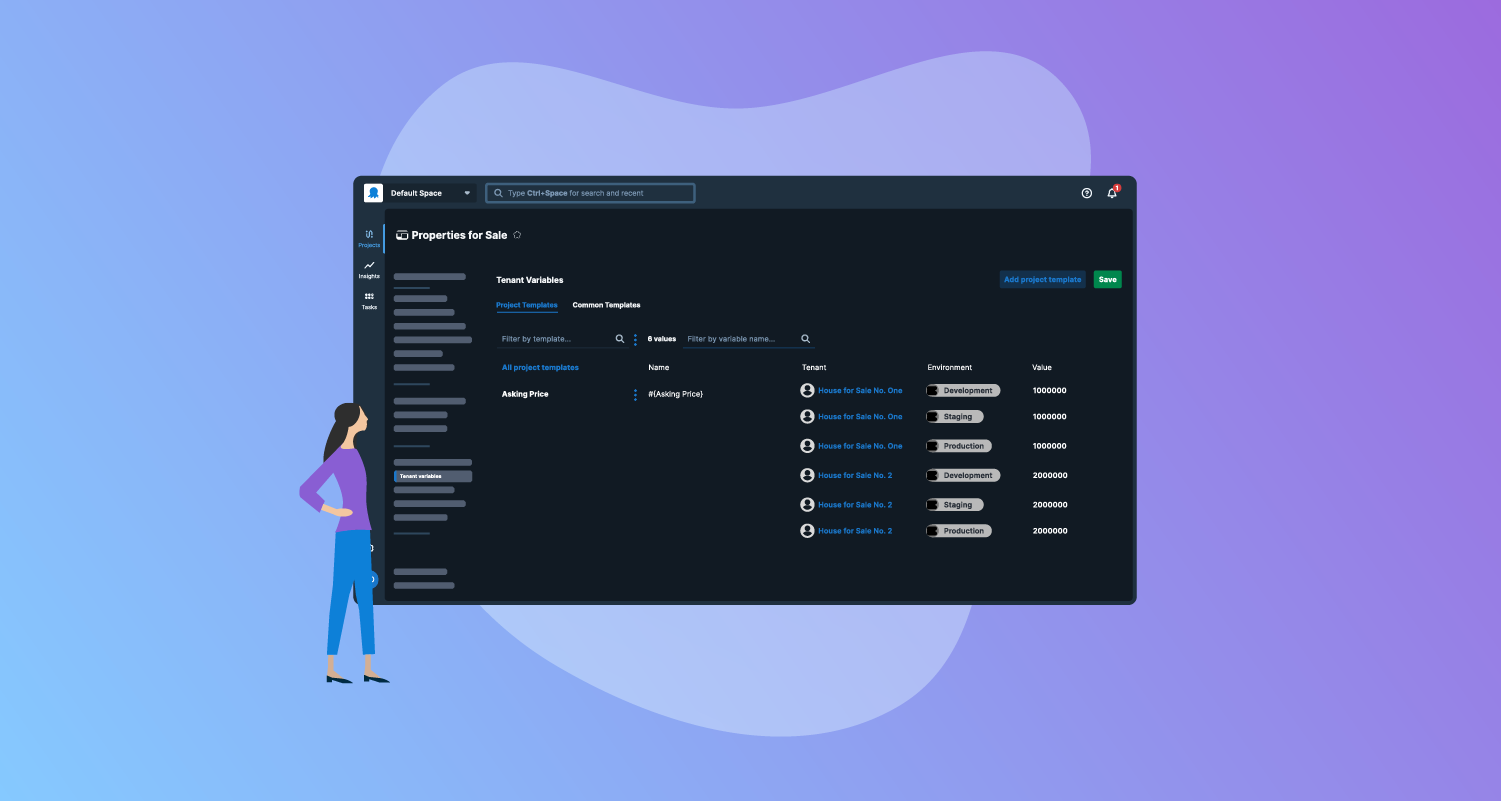 Default Space
Type Ctrl+Space for search and recent
1
Projects
Insights
Tasks
Properties for Sale
Tenant Variables
Add project template
Save
Project Templates
Common Templates
Filter by template...
6 values
Filter by variable name...
All project templates
Name
Tenant
Environment
Value
Asking Price
#{Asking Price}
House for Sale No. One
Development
1000000
House for Sale No. One
Staging
1000000
House for Sale No. One
Production
1000000
House for Sale No. 2
Development
2000000
House for Sale No. 2
Staging
2000000
House for Sale No. 2
Production
2000000
Tenant variables